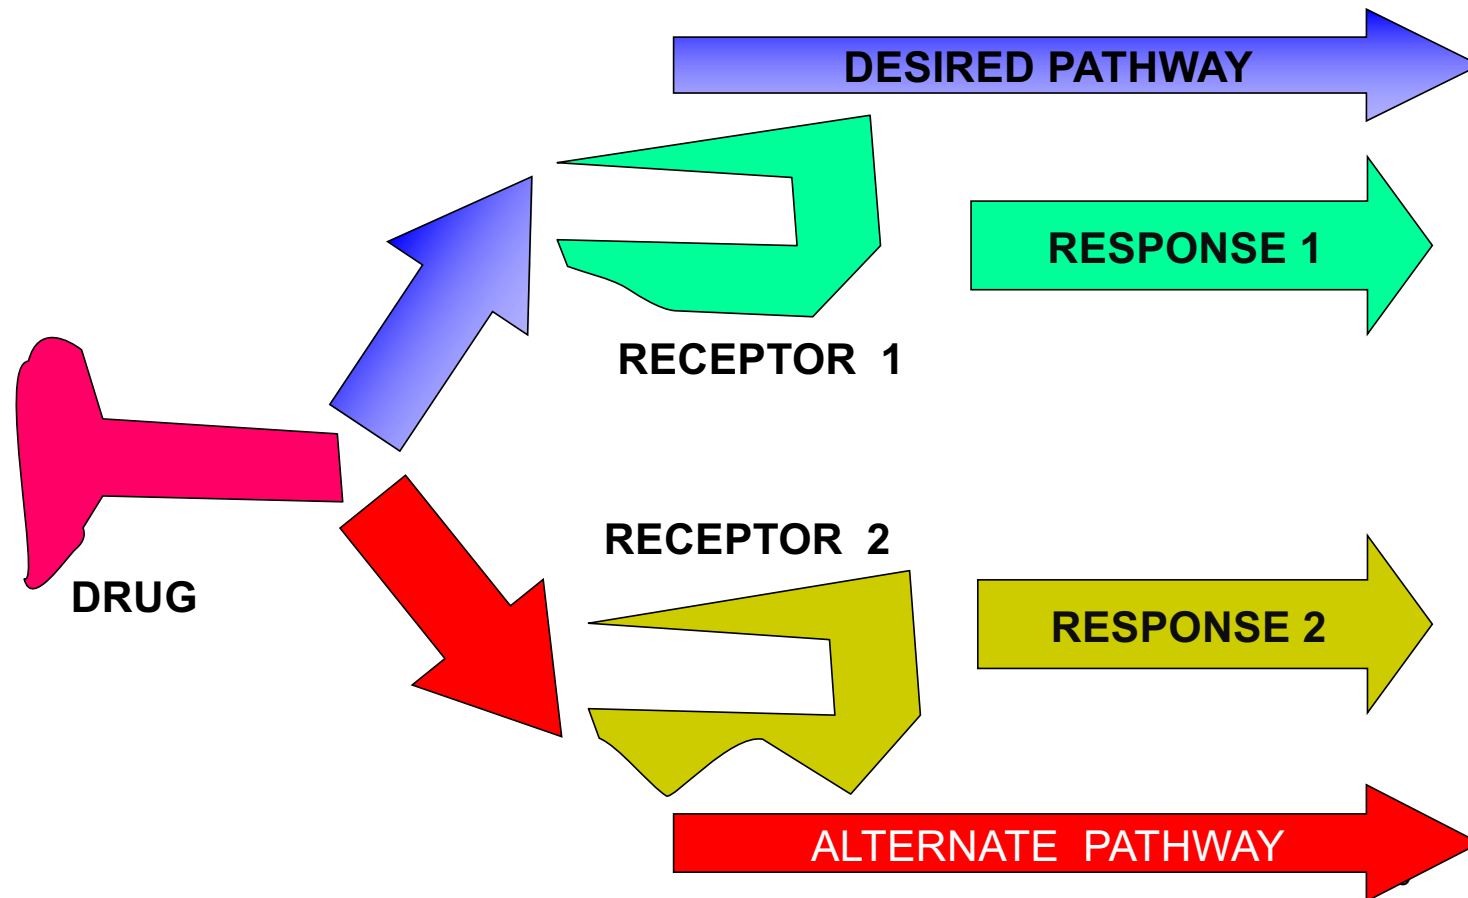 DESIRED PATHWAY
RESPONSE 1
RECEPTOR 1
DRUG
RECEPTOR 2
RESPONSE 2
ALTERNATE PATHWAY